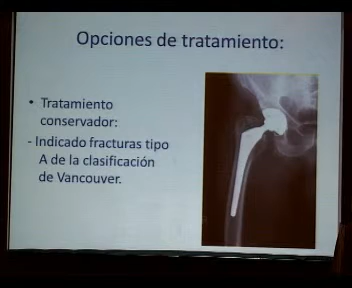 Opciones de tratamiento:
• Tratamiento
conservador:
- Indicado fracturas tipo
A de la clasificación
de Vancouver.